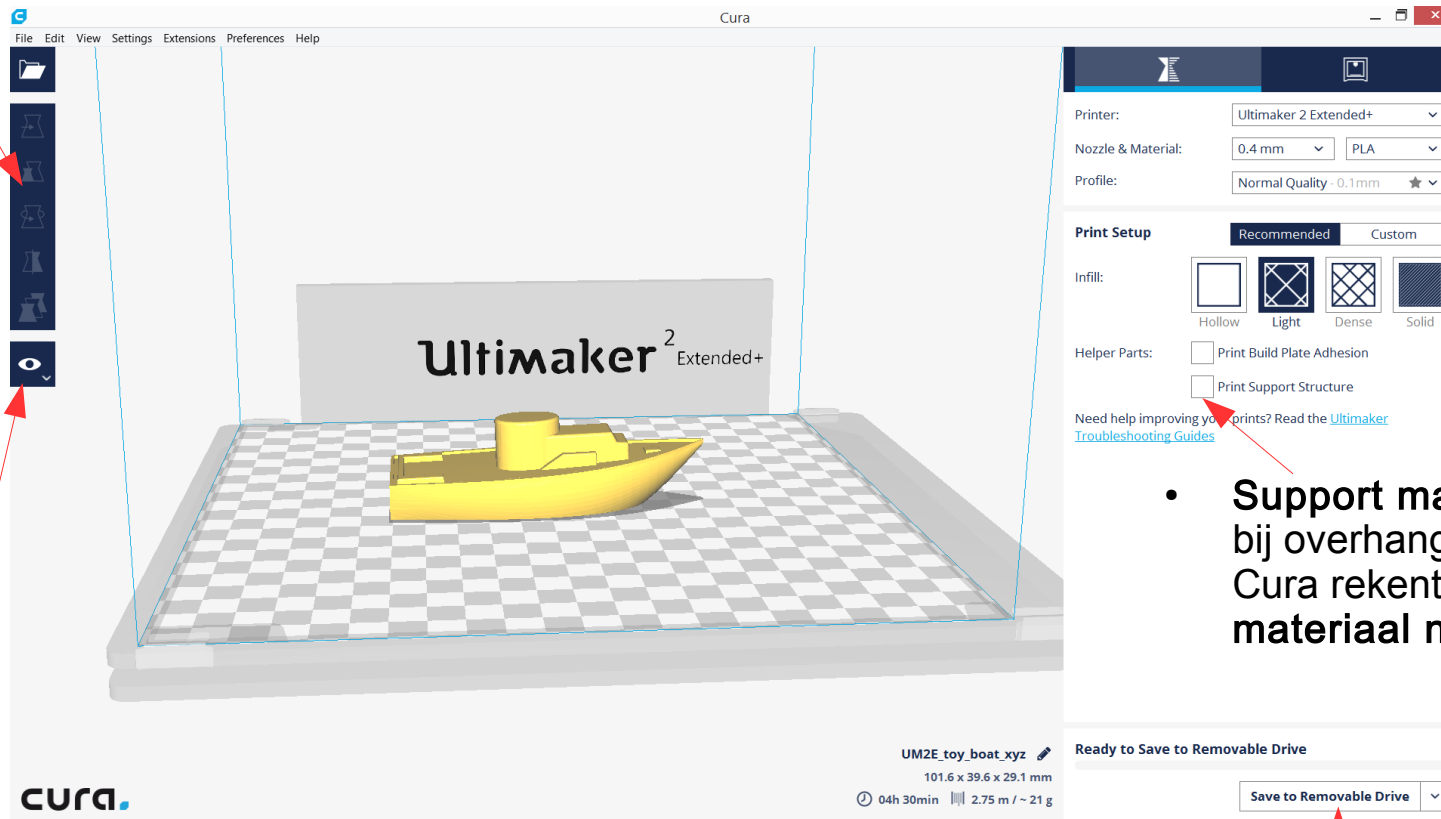 Cura
File Edit View Settings Extensions Preferences Help
Printer: Ultimaker 2 Extended+
Nozzle & Material: 0.4 mm PLA
Profile: Normal Quality - 0.1mm
Print Setup Recommended Custom
Infill:
Hollow Light Dense Solid
Helper Parts: Print Build Plate Adhesion
Print Support Structure
Need help improving your prints? Read the Ultimaker
Troubleshooting Guides
Ultimaker 2 Extended+
• Support ma
bij overhang
Cura rekent
materiaal n
UM2E_toy_boat_xyz
101.6 x 39.6 x 29.1 mm
04h 30min 2.75 m / ~ 21 g
Ready to Save to Removable Drive
Save to Removable Drive
cura.